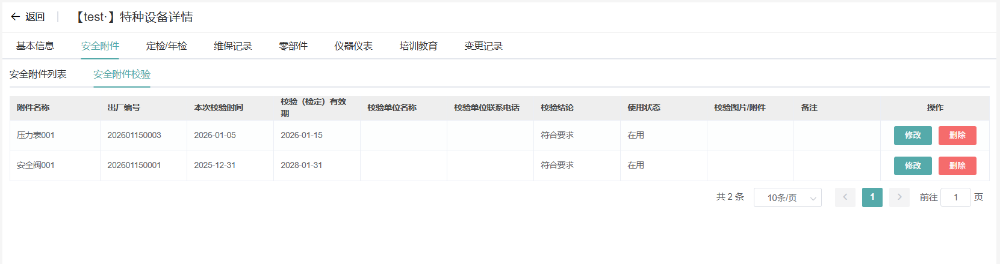 返回 【test·】特种设备详情
基本信息 安全附件 定检/年检 维保记录 零部件 仪器仪表 培训教育 变更记录
安全附件列表 安全附件校验
附件名称 出厂编号 本次校验时间 校验（检定）有效期 校验单位名称 校验单位联系电话 校验结论 使用状态 校验图片/附件 备注 操作
压力表001 202601150003 2026-01-05 2026-01-15 符合要求 在用 修改 删除
安全阀001 202601150001 2025-12-31 2028-01-31 符合要求 在用 修改 删除
共 2 条 10条/页 1 前往 1 页